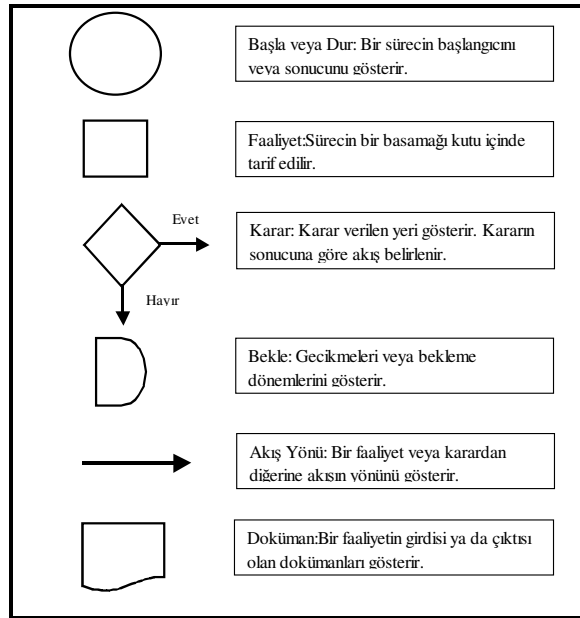 Başla veya Dur: Bir sürecin başlangıcını
veya sonucunu gösterir.
Faaliyet:Sürecin bir basamağı kutu içinde
tarif edilir.
Evet
Karar: Karar verilen yeri gösterir. Kararın
sonucuna göre akış belirlenir.
Hayır
Bekle: Gecikmeleri veya bekleme
dönemlerini gösterir.
Akış Yönü: Bir faaliyet veya karardan
diğerine akısın yönünü gösterir.
Doküman:Bir faaliyetin girdisi ya da çıktısı
olan dokümanları gösterir.